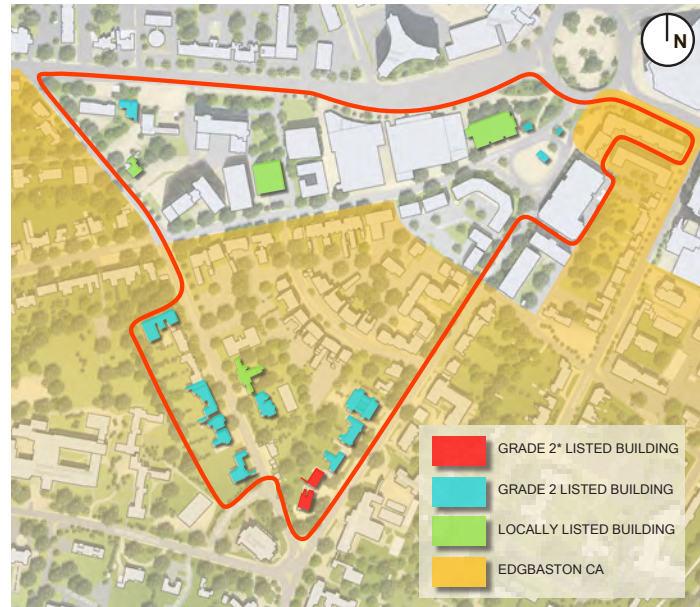 N
GRADE 2* LISTED BUILDING
GRADE 2 LISTED BUILDING
LOCALLY LISTED BUILDING
EDGBASTON CA